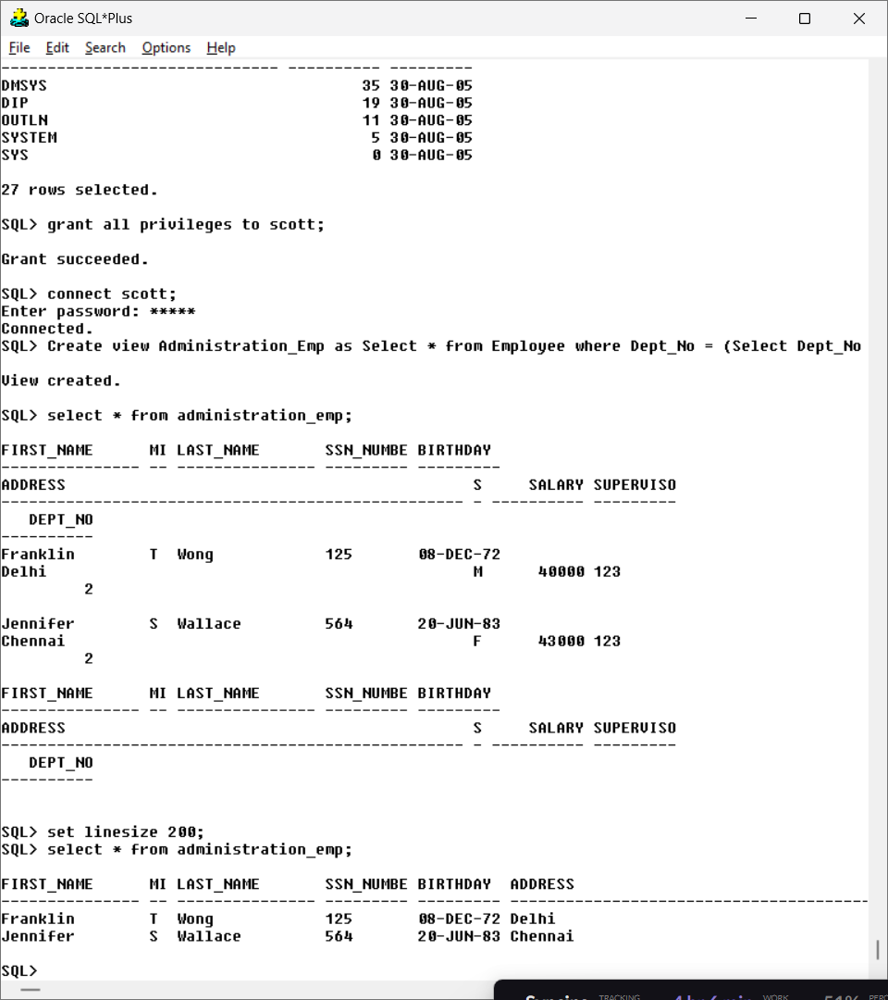 Oracle SQL*Plus
File Edit Search Options Help
------------------------------ ---------- ---------
DMSYS                                  35 30-AUG-05
DIP                                    19 30-AUG-05
OUTLN                                  11 30-AUG-05
SYSTEM                                  5 30-AUG-05
SYS                                     0 30-AUG-05
27 rows selected.
SQL> grant all privileges to scott;
Grant succeeded.
SQL> connect scott;
Enter password: *****
Connected.
SQL> Create view Administration_Emp as Select * from Employee where Dept_No = (Select Dept_No
View created.
SQL> select * from administration_emp;
FIRST_NAME      MI LAST_NAME       SSN_NUMBE BIRTHDAY
--------------- -- --------------- --------- ---------
ADDRESS                                            S     SALARY SUPERVISO
-------------------------------------------------- - ---------- ---------
   DEPT_NO
----------
Franklin        T  Wong            125       08-DEC-72
Delhi                                              M      40000 123
         2
Jennifer        S  Wallace         564       20-JUN-83
Chennai                                            F      43000 123
         2
FIRST_NAME      MI LAST_NAME       SSN_NUMBE BIRTHDAY
--------------- -- --------------- --------- ---------
ADDRESS                                            S     SALARY SUPERVISO
-------------------------------------------------- - ---------- ---------
   DEPT_NO
----------
SQL> set linesize 200;
SQL> select * from administration_emp;
FIRST_NAME      MI LAST_NAME       SSN_NUMBE BIRTHDAY  ADDRESS
--------------- -- --------------- --------- --------- ---------------------------------------
Franklin        T  Wong            125       08-DEC-72 Delhi
Jennifer        S  Wallace         564       20-JUN-83 Chennai
SQL>
TRACKING WORK